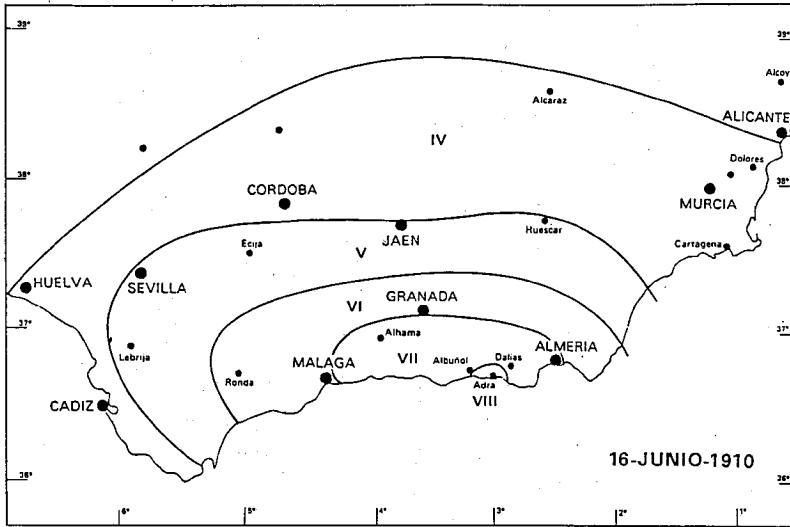 39°
39°
Alcoy
Alcaraz
ALICANTE
IV
Dolores
38°
38°
CORDOBA
MURCIA
JAEN
Huescar
Ecija
V
Cartagena
HUELVA
SEVILLA
VI
GRANADA
37°
37°
Alhama
Lebrija
VII
ALMERIA
MALAGA
Albuñol
Dalías
Ronda
Adra
CADIZ
VIII
16-JUNIO-1910
36°
36°
6°
5°
4°
3°
2°
1°